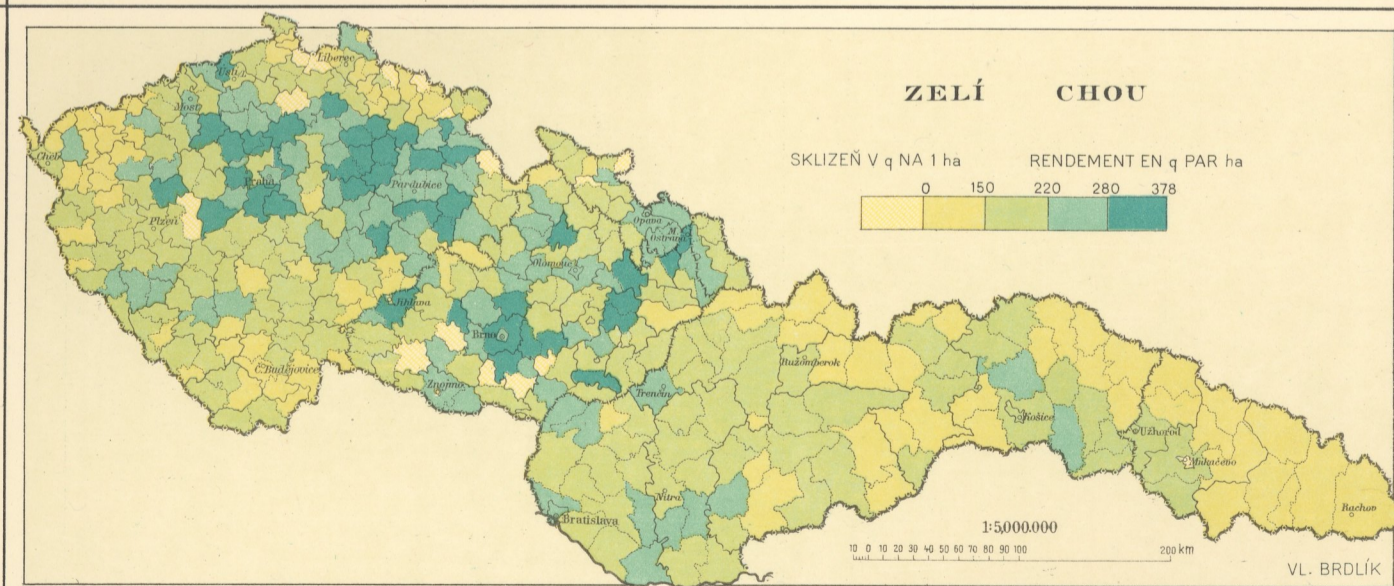 ZELÍ CHOU
SKLIZEŇ V q NA 1 ha RENDEMENT EN q PAR ha
0 150 220 280 378
Liberec
Ústí
Most
Cheb
Praha
Pardubice
Plzeň
Opava
M. Ostrava
Olomouc
Jihlava
Brno
Č. Budějovice
Znojmo
Trenčín
Ružomberok
Košice
Užhorod
Mukačevo
Nitra
Bratislava
Rachov
1:5,000.000
10 0 10 20 30 40 50 60 70 80 90 100 200 km
VL. BRDLÍK